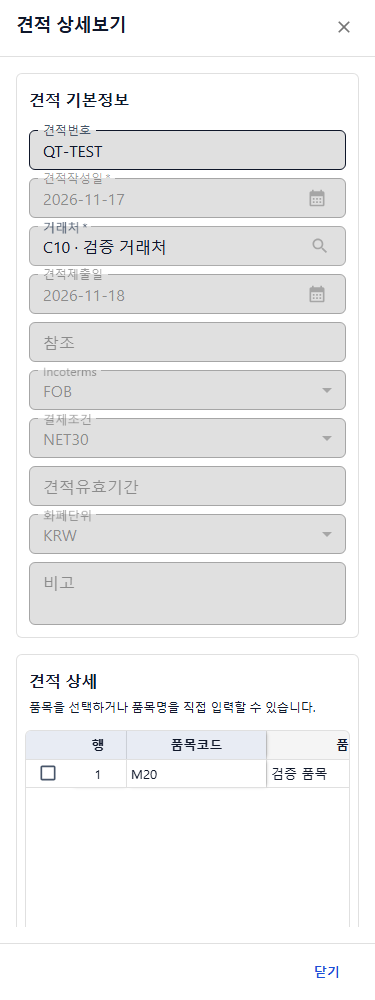 견적 상세보기
견적 기본정보
견적번호
QT-TEST
견적작성일 *
2026-11-17
거래처 *
C10 · 검증 거래처
견적제출일
2026-11-18
참조
Incoterms
FOB
결제조건
NET30
견적유효기간
화폐단위
KRW
비고
견적 상세
품목을 선택하거나 품목명을 직접 입력할 수 있습니다.
행 품목코드 품
1 M20 검증 품목
닫기